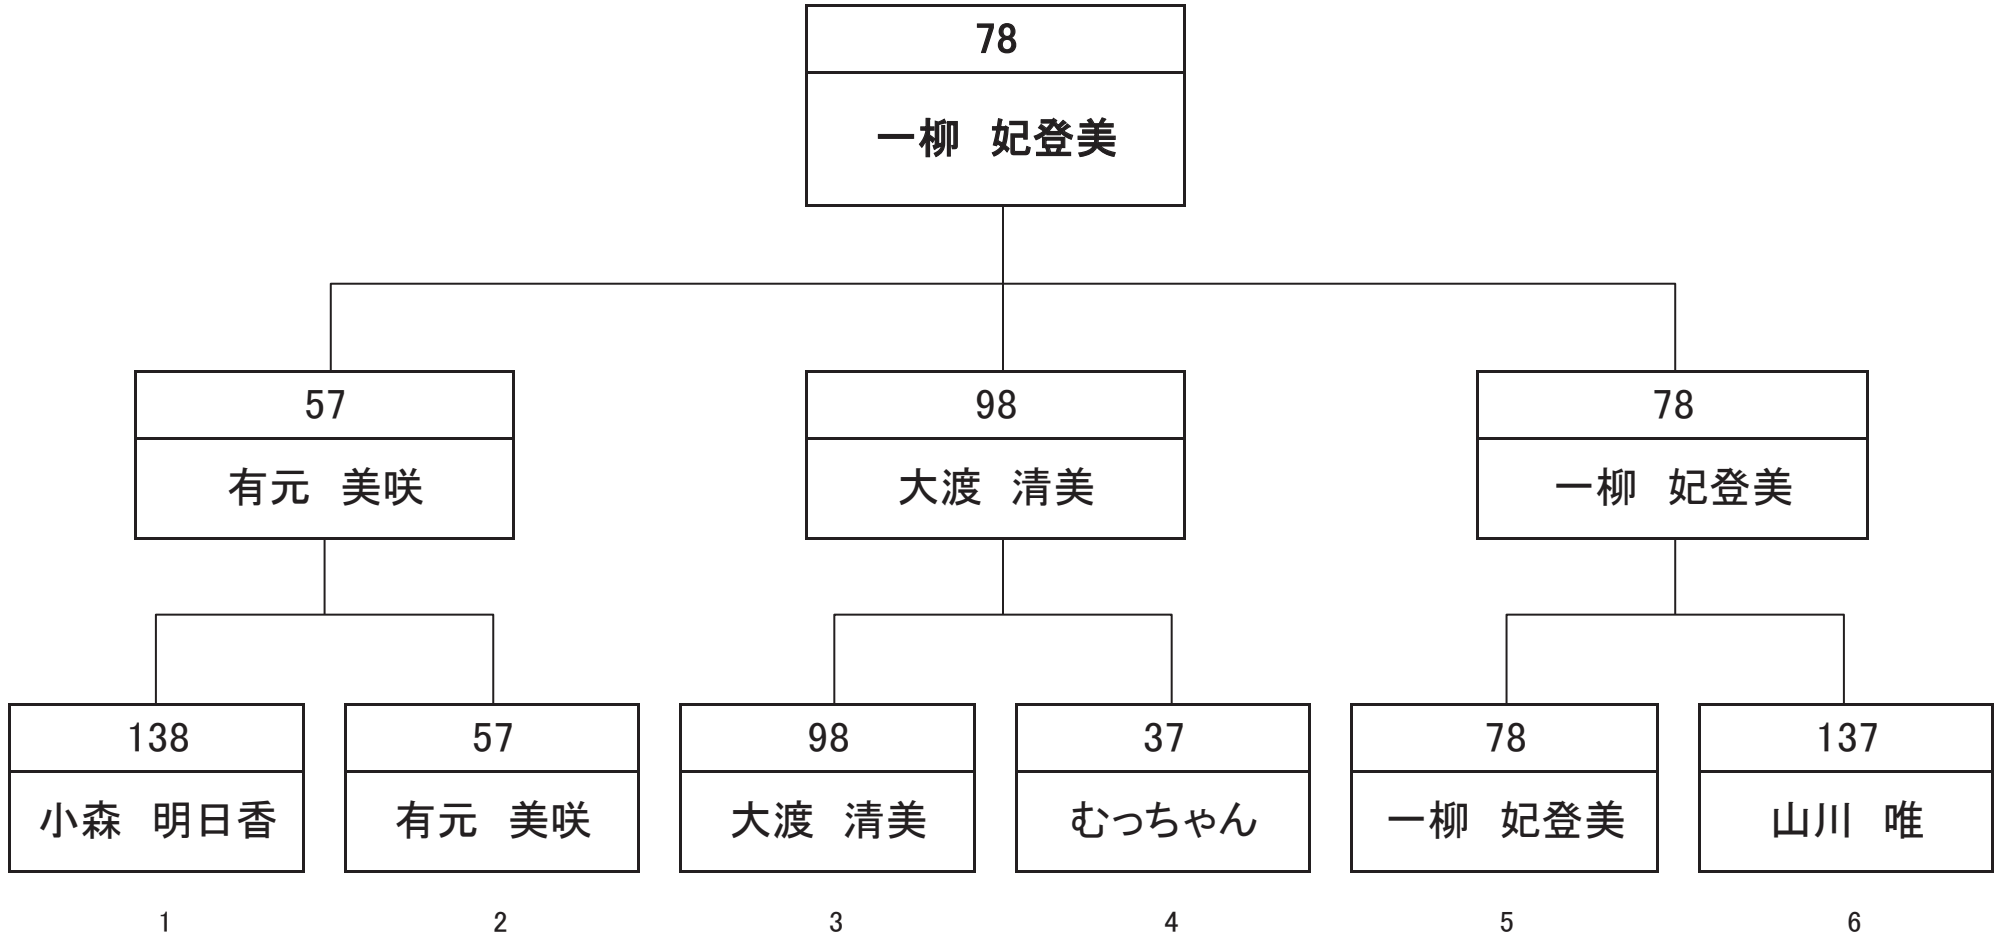 78
一柳　妃登美
57
98
78
有元　美咲
大渡　清美
一柳　妃登美
138
57
98
37
78
137
小森　明日香
有元　美咲
大渡　清美
むっちゃん
一柳　妃登美
山川　唯
1
2
3
4
5
6